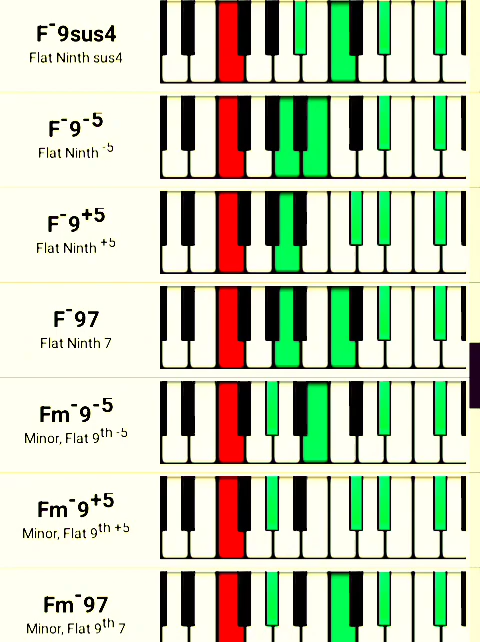 F⁻9sus4
Flat Ninth sus4
F⁻9⁻⁵
Flat Ninth ⁻⁵
F⁻9⁺⁵
Flat Ninth ⁺⁵
F⁻97
Flat Ninth 7
Fm⁻9⁻⁵
Minor, Flat 9ᵗʰ ⁻⁵
Fm⁻9⁺⁵
Minor, Flat 9ᵗʰ ⁺⁵
Fm⁻97
Minor, Flat 9ᵗʰ 7